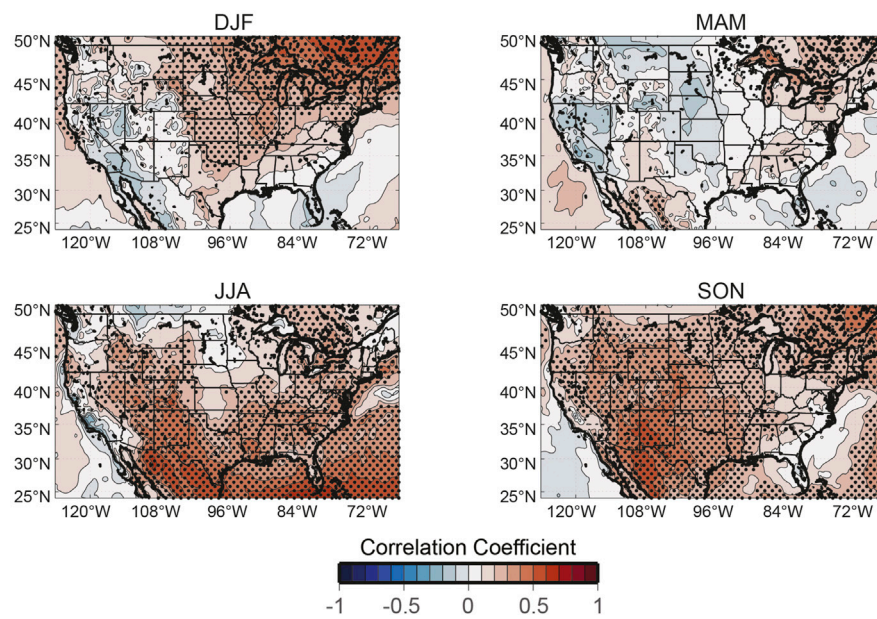 DJF
MAM
50°N 50°N
45°N 45°N
40°N 40°N
35°N 35°N
30°N 30°N
25°N 25°N
120°W 108°W 96°W 84°W 72°W 120°W 108°W 96°W 84°W 72°W
JJA
SON
50°N 50°N
45°N 45°N
40°N 40°N
35°N 35°N
30°N 30°N
25°N 25°N
120°W 108°W 96°W 84°W 72°W 120°W 108°W 96°W 84°W 72°W
Correlation Coefficient
-1 -0.5 0 0.5 1